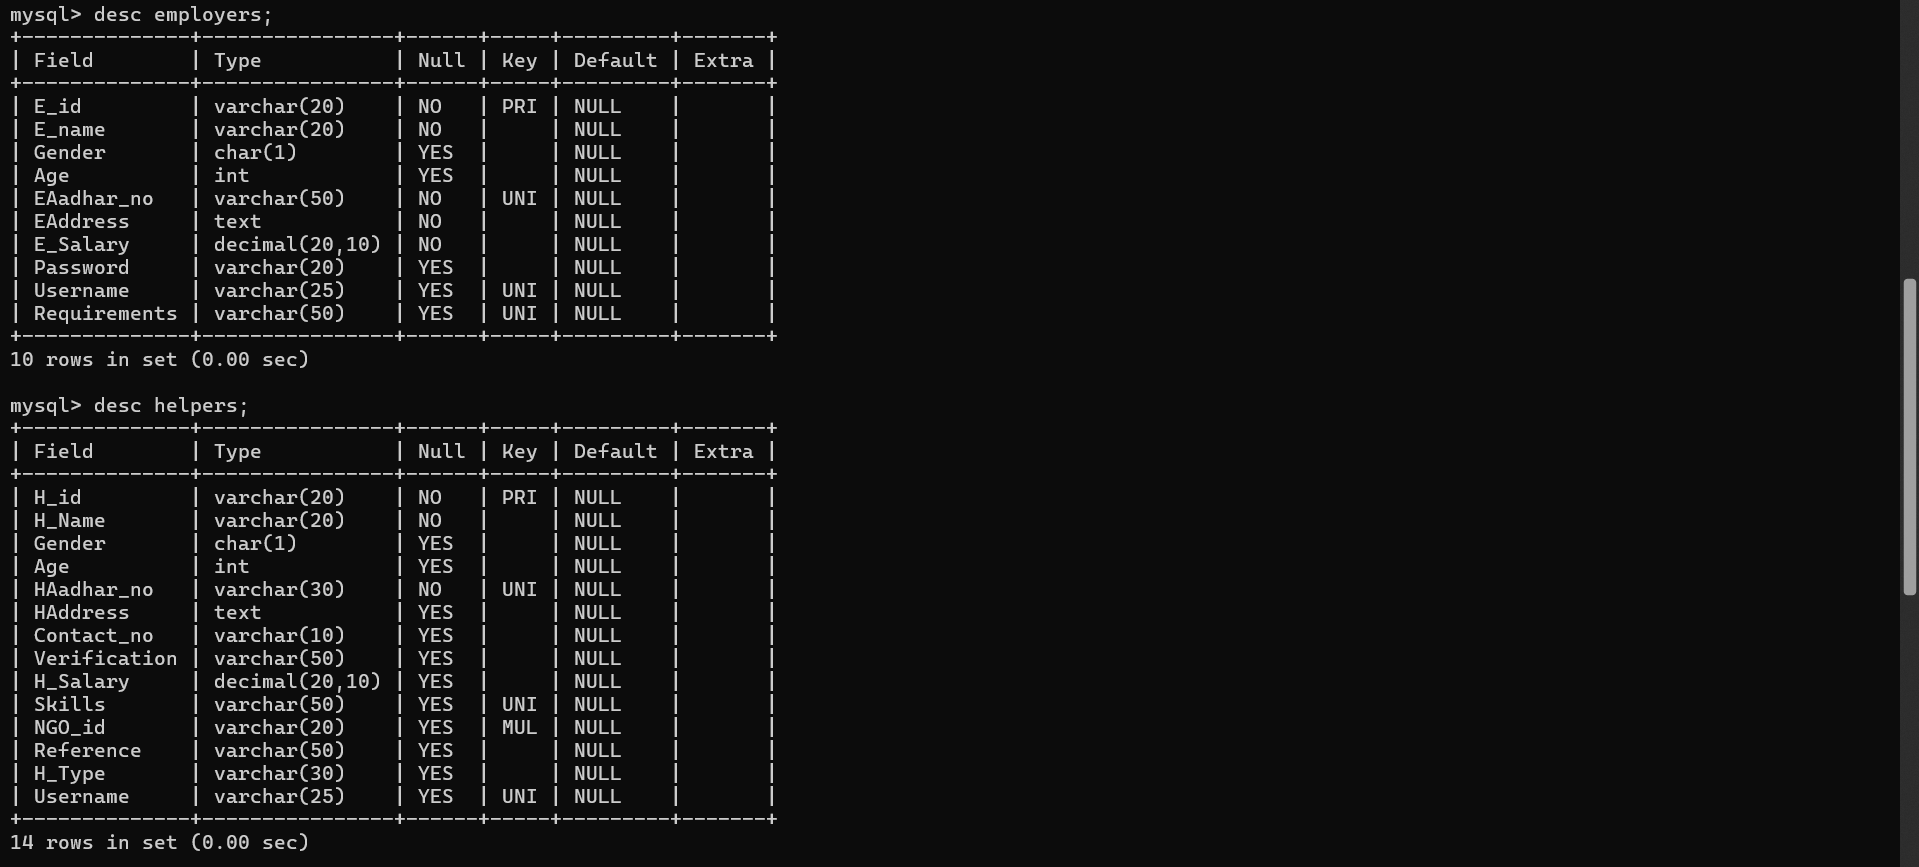 mysql> desc employers;
+--------------+----------------+------+-----+---------+-------+
| Field        | Type           | Null | Key | Default | Extra |
+--------------+----------------+------+-----+---------+-------+
| E_id         | varchar(20)    | NO   | PRI | NULL    |       |
| E_name       | varchar(20)    | NO   |     | NULL    |       |
| Gender       | char(1)        | YES  |     | NULL    |       |
| Age          | int            | YES  |     | NULL    |       |
| EAadhar_no   | varchar(50)    | NO   | UNI | NULL    |       |
| EAddress     | text           | NO   |     | NULL    |       |
| E_Salary     | decimal(20,10) | NO   |     | NULL    |       |
| Password     | varchar(20)    | YES  |     | NULL    |       |
| Username     | varchar(25)    | YES  | UNI | NULL    |       |
| Requirements | varchar(50)    | YES  | UNI | NULL    |       |
+--------------+----------------+------+-----+---------+-------+
10 rows in set (0.00 sec)

mysql> desc helpers;
+--------------+----------------+------+-----+---------+-------+
| Field        | Type           | Null | Key | Default | Extra |
+--------------+----------------+------+-----+---------+-------+
| H_id         | varchar(20)    | NO   | PRI | NULL    |       |
| H_Name       | varchar(20)    | NO   |     | NULL    |       |
| Gender       | char(1)        | YES  |     | NULL    |       |
| Age          | int            | YES  |     | NULL    |       |
| HAadhar_no   | varchar(30)    | NO   | UNI | NULL    |       |
| HAddress     | text           | YES  |     | NULL    |       |
| Contact_no   | varchar(10)    | YES  |     | NULL    |       |
| Verification | varchar(50)    | YES  |     | NULL    |       |
| H_Salary     | decimal(20,10) | YES  |     | NULL    |       |
| Skills       | varchar(50)    | YES  | UNI | NULL    |       |
| NGO_id       | varchar(20)    | YES  | MUL | NULL    |       |
| Reference    | varchar(50)    | YES  |     | NULL    |       |
| H_Type       | varchar(30)    | YES  |     | NULL    |       |
| Username     | varchar(25)    | YES  | UNI | NULL    |       |
+--------------+----------------+------+-----+---------+-------+
14 rows in set (0.00 sec)